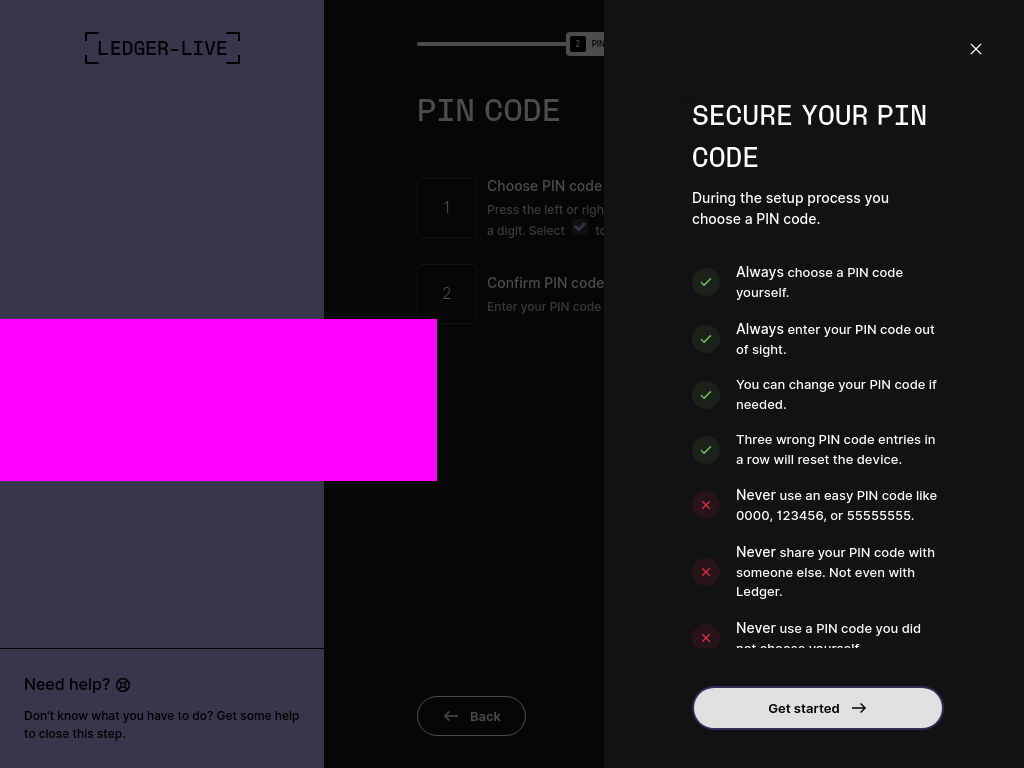 LEDGER-LIVE
Need help?
Don't know what you have to do? Get some help
to close this step.
2 PIN
PIN CODE
1
Choose PIN code
Press the left or righ
a digit. Select to
2
Confirm PIN code
Enter your PIN code
Back
SECURE YOUR PIN
CODE
During the setup process you
choose a PIN code.
Always choose a PIN code
yourself.
Always enter your PIN code out
of sight.
You can change your PIN code if
needed.
Three wrong PIN code entries in
a row will reset the device.
Never use an easy PIN code like
0000, 123456, or 55555555.
Never share your PIN code with
someone else. Not even with
Ledger.
Never use a PIN code you did
not choose yourself.
Get started